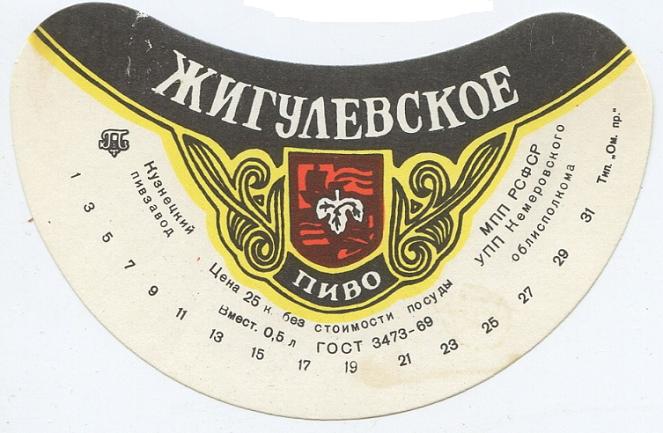 ЖИГУЛЕВСКОЕ
ПИВО
Кузнецкий
пивзавод
МПП РСФСР
УПП Кемеровского
облисполкома
Тип. „Ом. пр.“
Цена 25 к. без стоимости посуды
Вмест. 0,5 л ГОСТ 3473–69
1 3 5 7 9 11 13 15 17 19 21 23 25 27 29 31